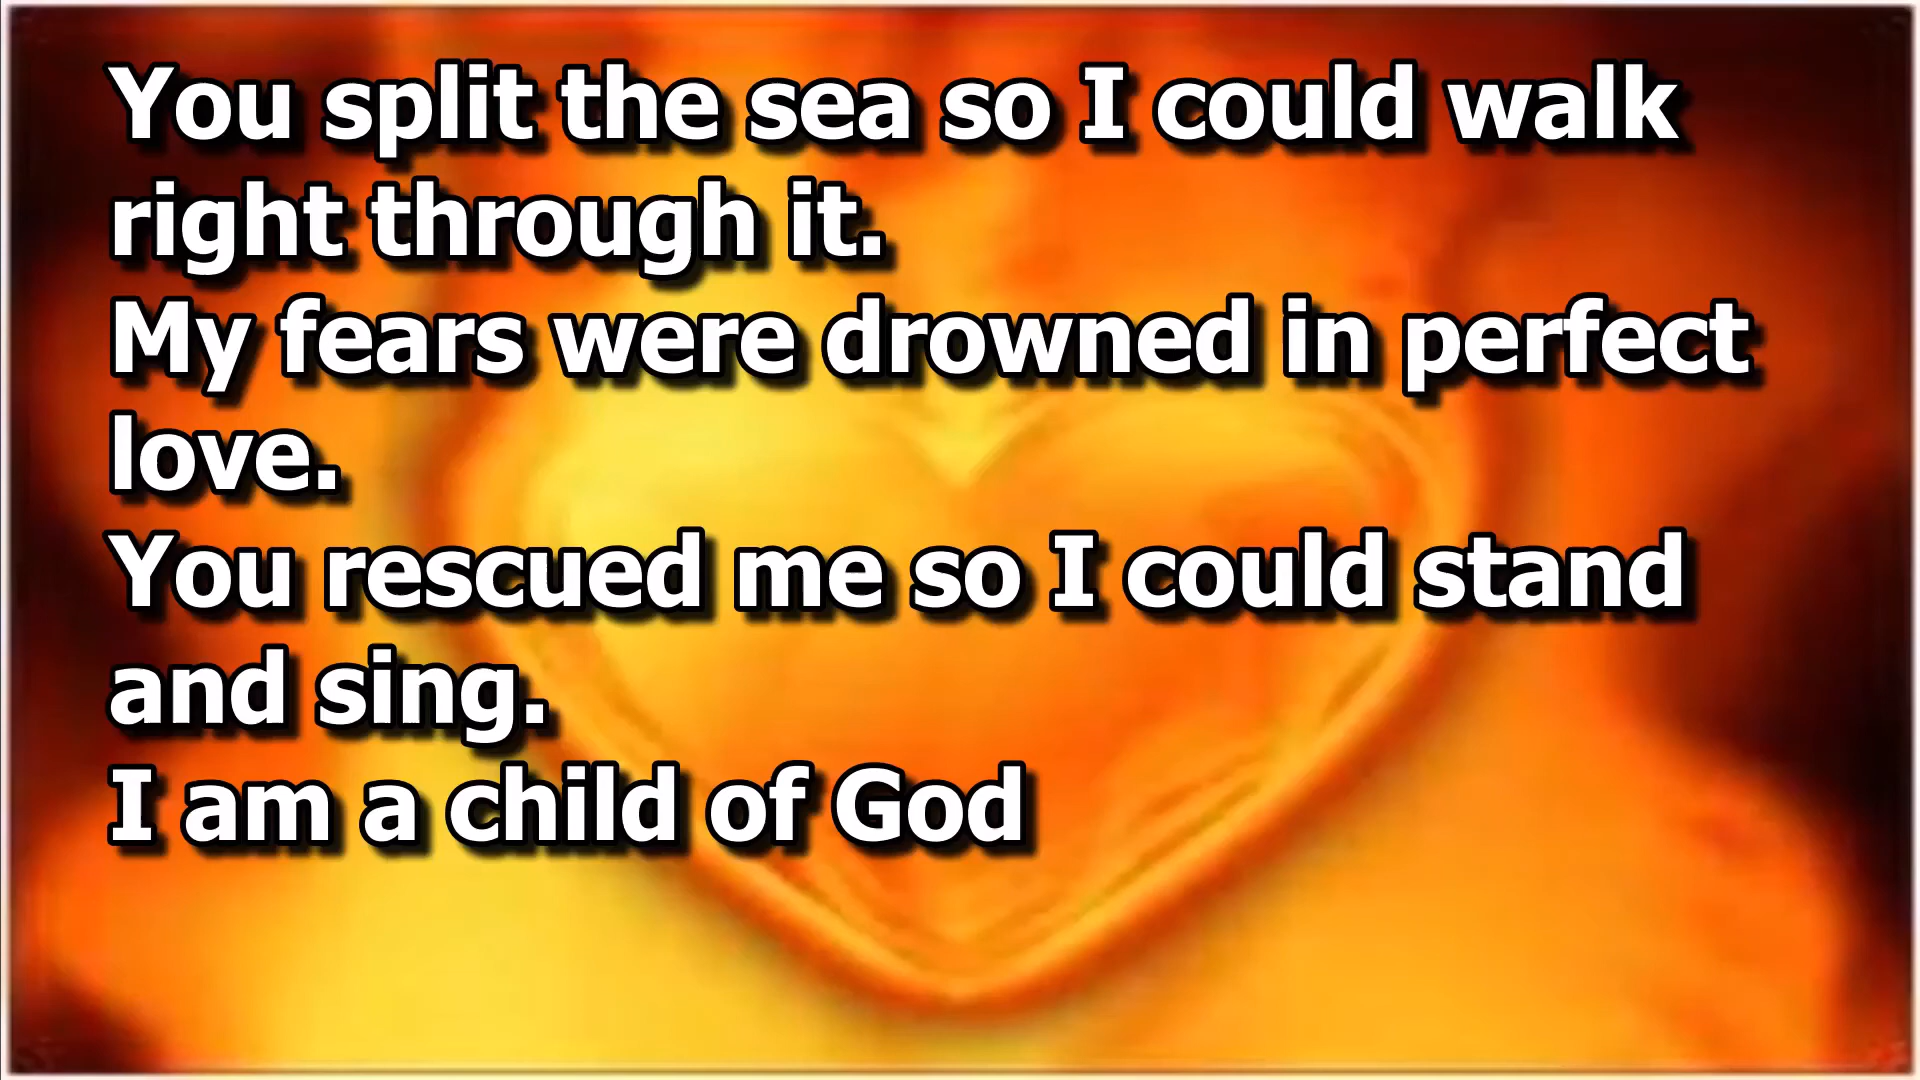 You split the sea so I could walk
right through it.
My fears were drowned in perfect
love.
You rescued me so I could stand
and sing.
I am a child of God